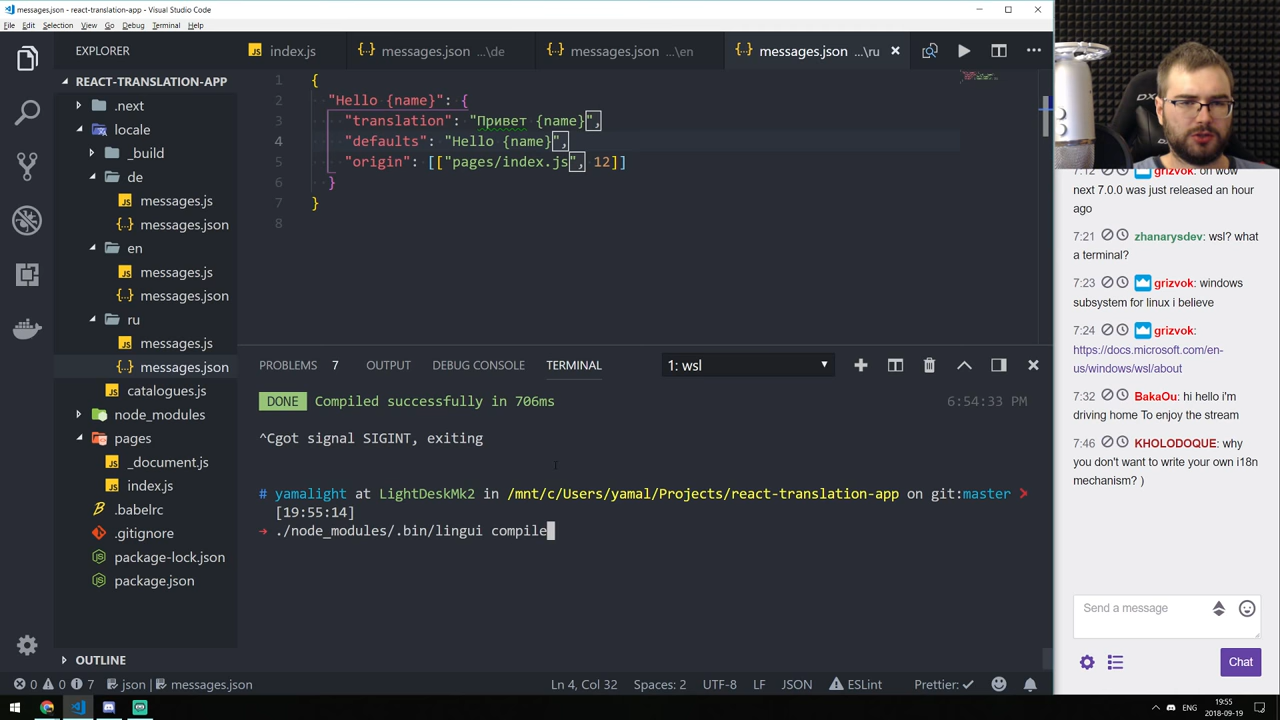 messages.json - react-translation-app - Visual Studio Code
File Edit Selection View Go Debug Terminal Help
EXPLORER
index.js
messages.json ...\de
messages.json ...\en
messages.json ...\ru
REACT-TRANSLATION-APP
.next
locale
_build
de
messages.js
messages.json
en
messages.js
messages.json
ru
messages.js
messages.json
catalogues.js
node_modules
pages
_document.js
index.js
.babelrc
.gitignore
package-lock.json
package.json
OUTLINE
1 {
2 "Hello {name}": {
3 "translation": "Привет {name}",
4 "defaults": "Hello {name}",
5 "origin": [["pages/index.js", 12]]
6 }
7 }
8
PROBLEMS 7 OUTPUT DEBUG CONSOLE TERMINAL 1: wsl
DONE Compiled successfully in 706ms 6:54:33 PM
^Cgot signal SIGINT, exiting
# yamalight at LightDeskMk2 in /mnt/c/Users/yamal/Projects/react-translation-app on git:master
[19:55:14]
→ ./node_modules/.bin/lingui compile
0 0 7 json messages.json Ln 4, Col 32 Spaces: 2 UTF-8 LF JSON ESLint Prettier: ✓
DX
7:12 grizvok: oh wow
next 7.0.0 was just released an hour
ago
7:21 zhanarysdev: wsl? what
a terminal?
7:23 grizvok: windows
subsystem for linux i believe
7:24 grizvok:
https://docs.microsoft.com/en-
us/windows/wsl/about
7:32 BakaOu: hi hello i'm
driving home To enjoy the stream
7:46 KHOLODOQUE: why
you don't want to write your own i18n
mechanism? )
Send a message
Chat
ENG
19:55
2018-09-19